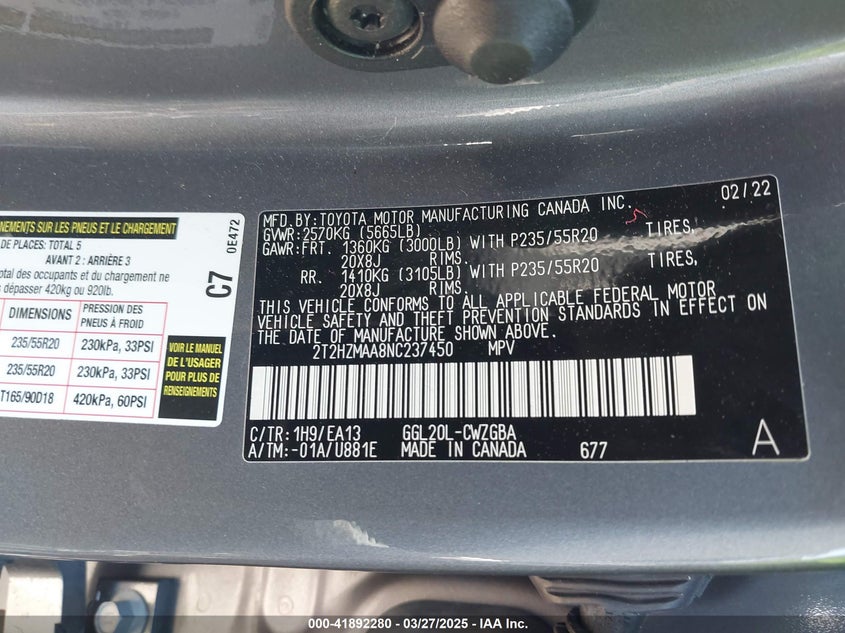 NEMENTS SUR LES PNEUS ET LE CHARGEMENT
DE PLACES: TOTAL 5
AVANT 2 : ARRIÈRE 3
otal des occupants et du chargement ne
s dépasser 420kg ou 920lb.
C7
0E472
DIMENSIONS
PRESSION DES
PNEUS À FROID
235/55R20
230kPa, 33PSI
235/55R20
230kPa, 33PSI
T165/90D18
420kPa, 60PSI
VOIR LE MANUEL
DE L'USAGER
POUR PLUS DE
RENSEIGNEMENTS
MFD.BY:TOYOTA MOTOR MANUFACTURING CANADA INC. 02/22
GVWR:2570KG (5665LB)
GAWR:FRT. 1360KG (3000LB) WITH P235/55R20 TIRES,
20X8J RIMS.
RR. 1410KG (3105LB) WITH P235/55R20 TIRES,
20X8J RIMS.
THIS VEHICLE CONFORMS TO ALL APPLICABLE FEDERAL MOTOR
VEHICLE SAFETY AND THEFT PREVENTION STANDARDS IN EFFECT ON
THE DATE OF MANUFACTURE SHOWN ABOVE.
2T2HZMAA8NC237450 MPV
C/TR:1H9/EA13 GGL20L-CWZGBA
A/TM:-01A/U881E MADE IN CANADA 677 A
000-41892280 — 03/27/2025 — IAA Inc.